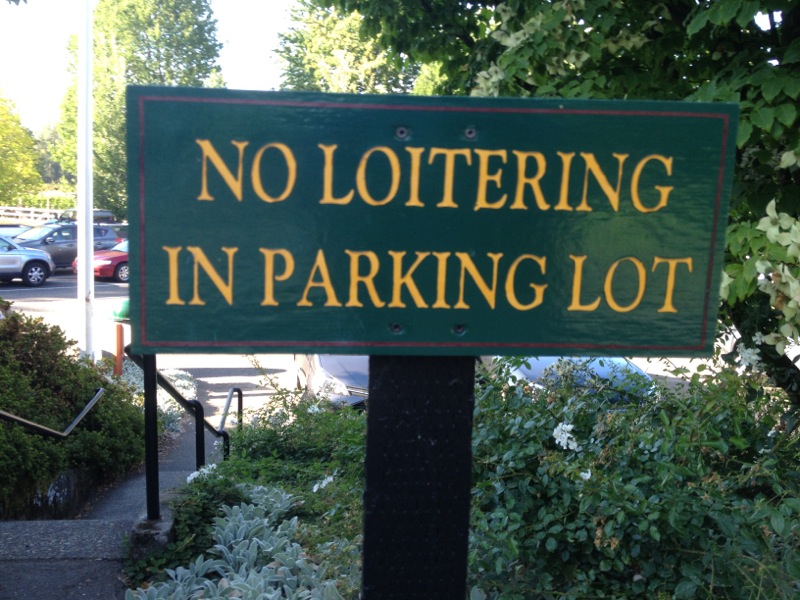 NO LOITERING
IN PARKING LOT